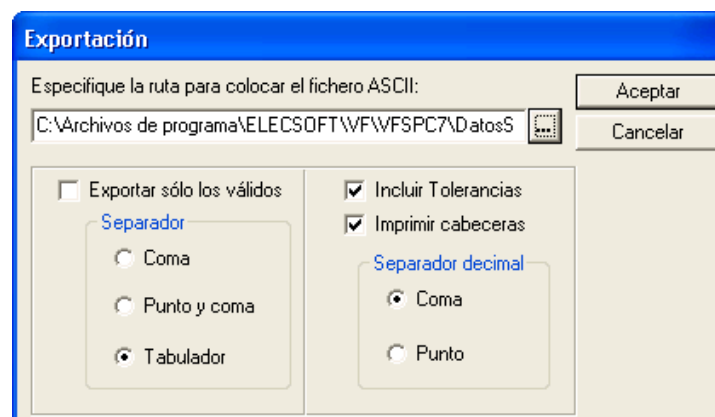 Exportación
Especifique la ruta para colocar el fichero ASCII:
C:\Archivos de programa\ELECSOFT\VF\VFSPC7\DatosS
...
Aceptar
Cancelar
Exportar sólo los válidos
Separador
Coma
Punto y coma
Tabulador
Incluir Tolerancias
Imprimir cabeceras
Separador decimal
Coma
Punto